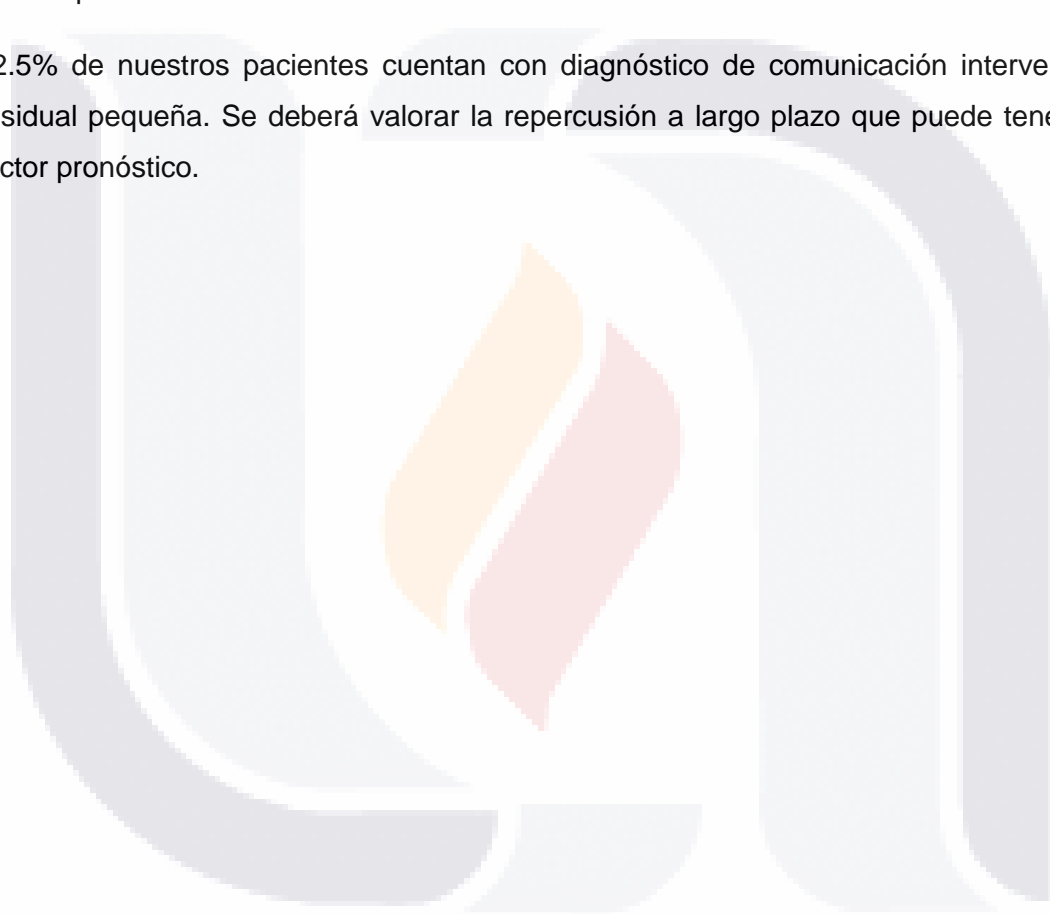 2.5% de nuestros pacientes cuentan con diagnóstico de comunicación interve
sidual pequeña. Se deberá valorar la repercusión a largo plazo que puede tene
ctor pronóstico.